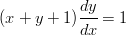 (x + y + 1) dy/dx = 1